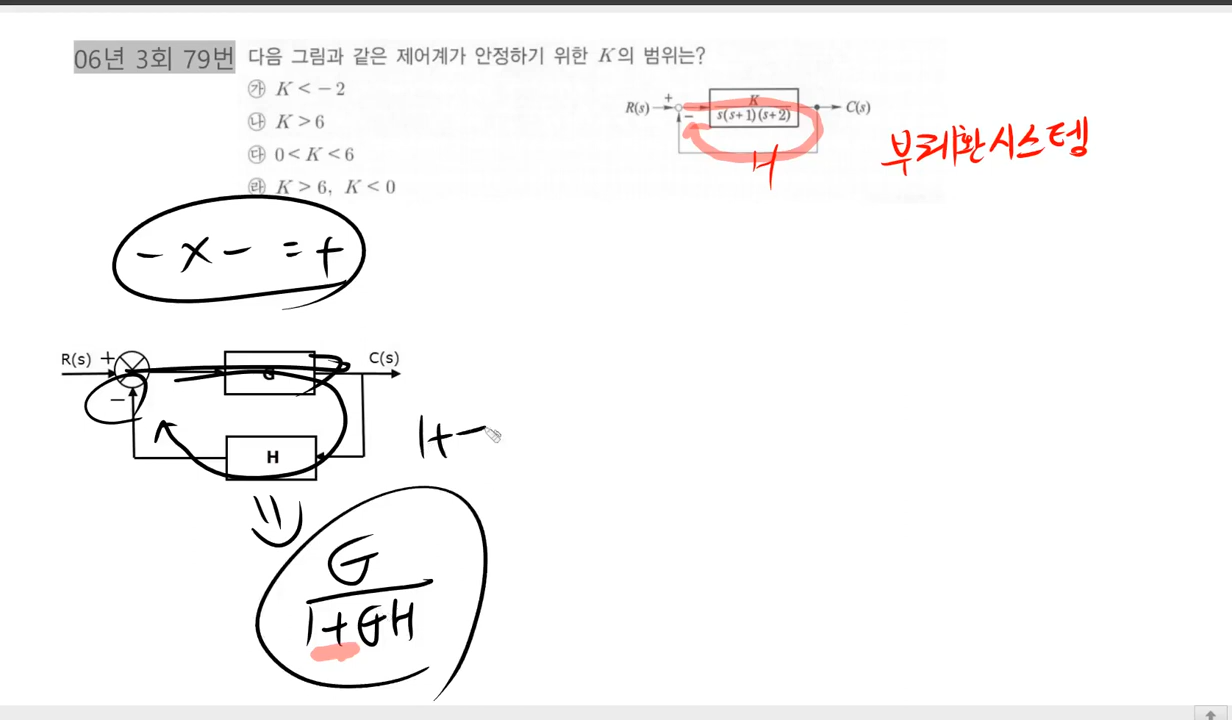 06년 3회 79번 다음 그림과 같은 제어계가 안정하기 위한 K의 범위는?
㉮ K < - 2
㉯ K > 6
㉰ 0 < K < 6
㉱ K > 6, K < 0
R(s) + - K C(s)
s(s+1)(s+2)
H
부궤환시스템
- × - = +
R(s) + G C(s)
-
H
1+-
G
1+GH